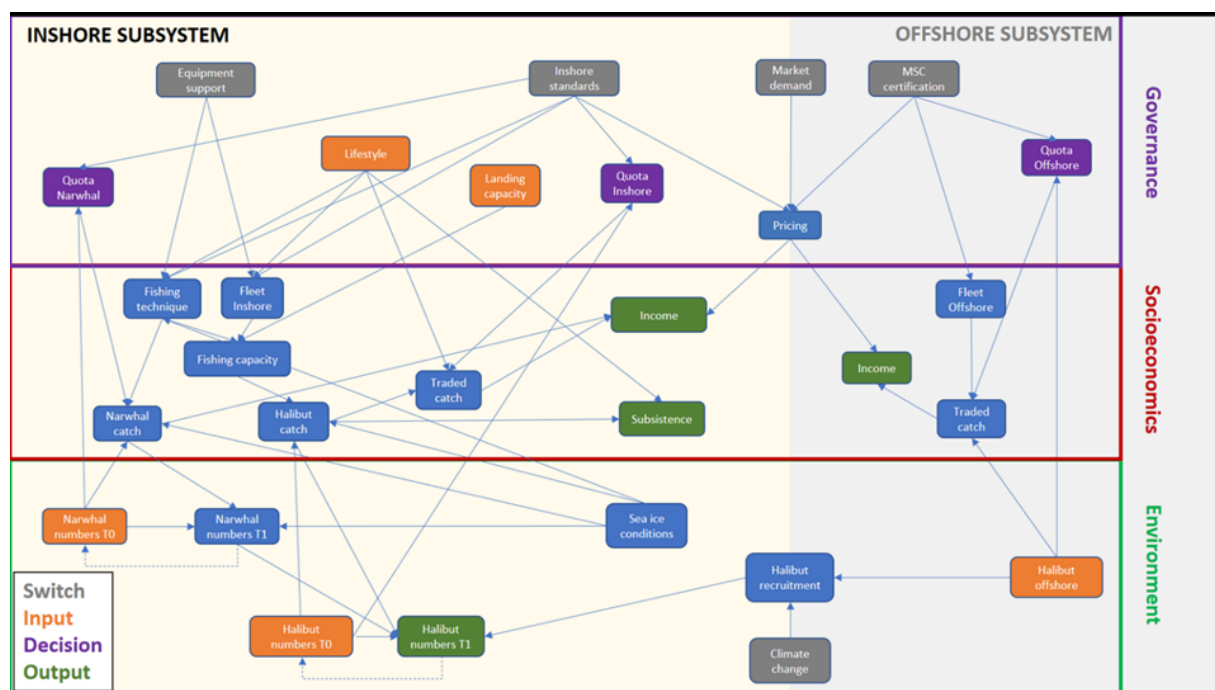 INSHORE SUBSYSTEM
OFFSHORE SUBSYSTEM
Equipment
support
Inshore
standards
Market
demand
MSC
certification
Lifestyle
Landing
capacity
Quota
Narwhal
Quota
Inshore
Quota
Offshore
Pricing
Governance
Fishing
technique
Fleet
Inshore
Income
Fleet
Offshore
Fishing capacity
Income
Traded
catch
Narwhal
catch
Halibut
catch
Subsistence
Traded
catch
Socioeconomics
Narwhal
numbers T0
Narwhal
numbers T1
Sea ice
conditions
Halibut
recruitment
Halibut
offshore
Halibut
numbers T0
Halibut
numbers T1
Climate
change
Environment
Switch
Input
Decision
Output